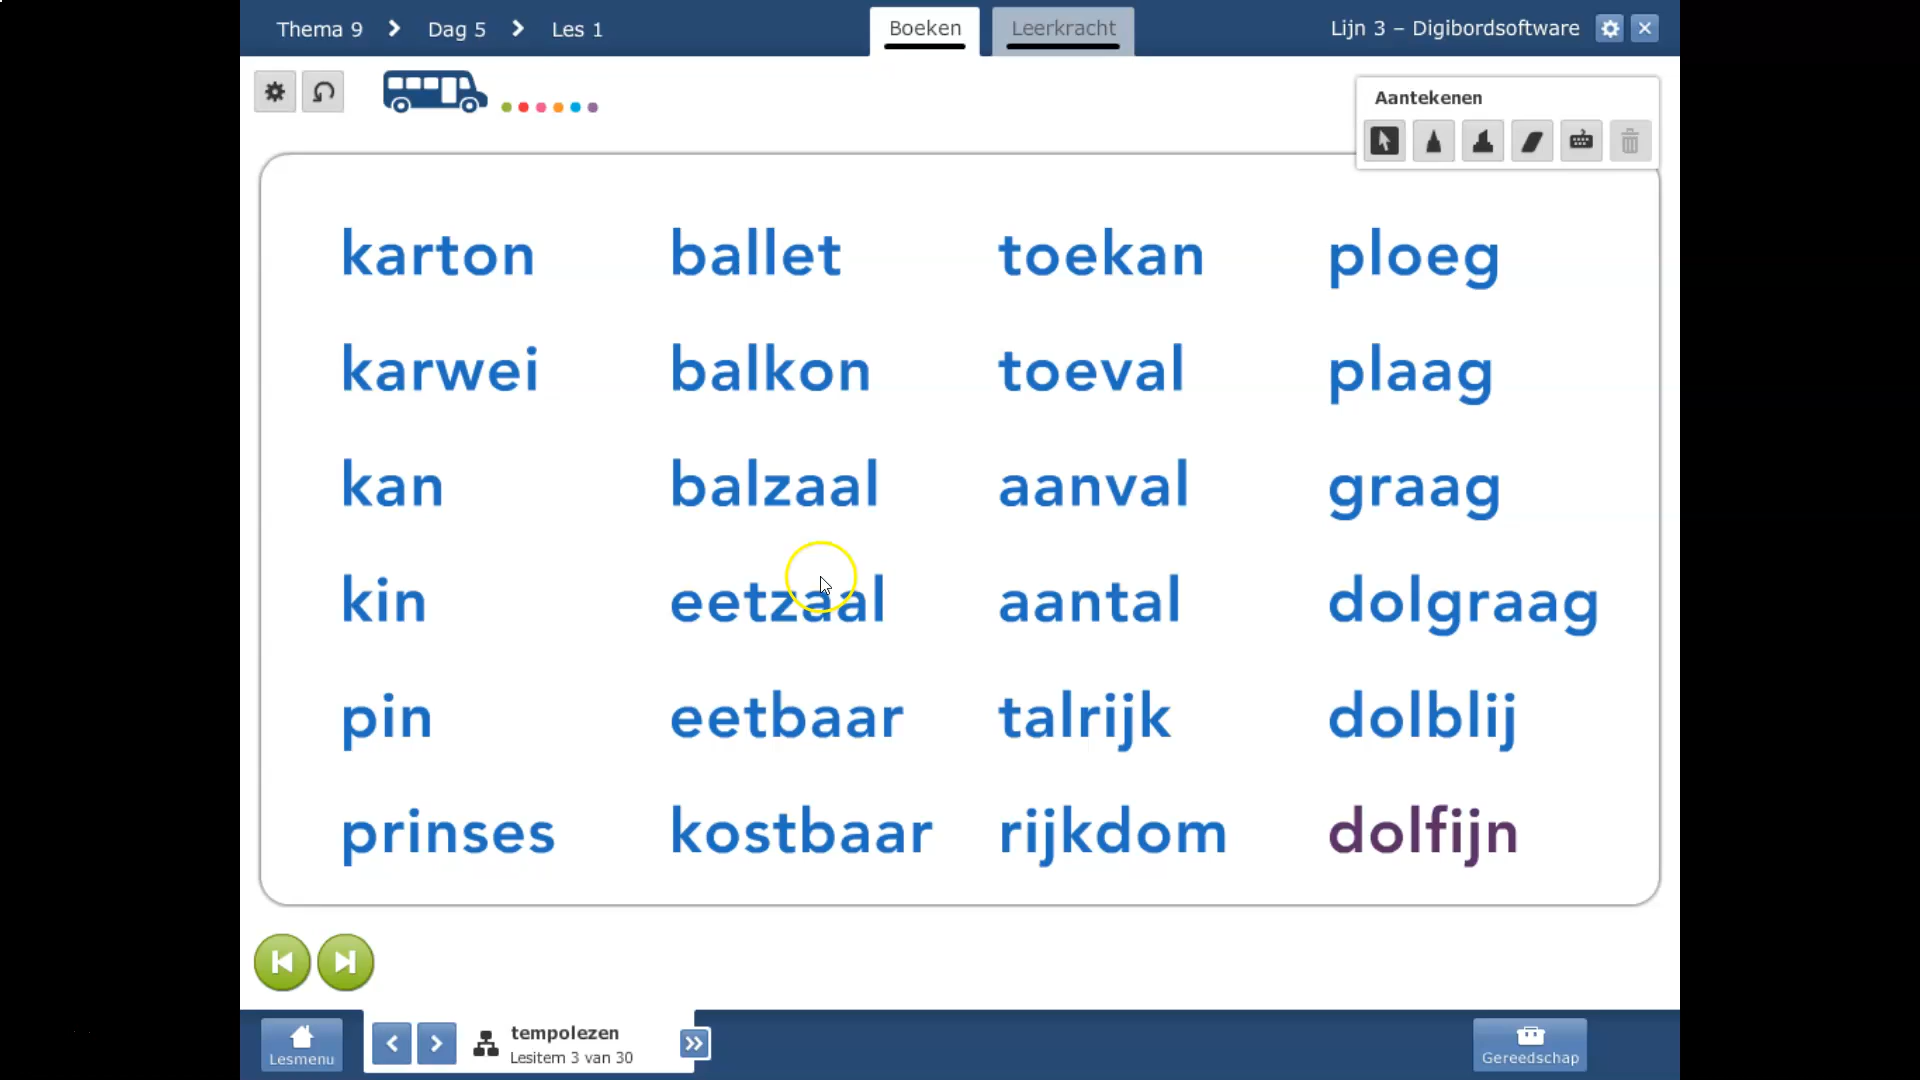 Thema 9 Dag 5 Les 1 Boeken Leerkracht Lijn 3 – Digibordsoftware
Aantekenen
karton ballet toekan ploeg
karwei balkon toeval plaag
kan balzaal aanval graag
kin eetzaal aantal dolgraag
pin eetbaar talrijk dolblij
prinses kostbaar rijkdom dolfijn
Lesmenu
tempolezen
Lesitem 3 van 30
Gereedschap